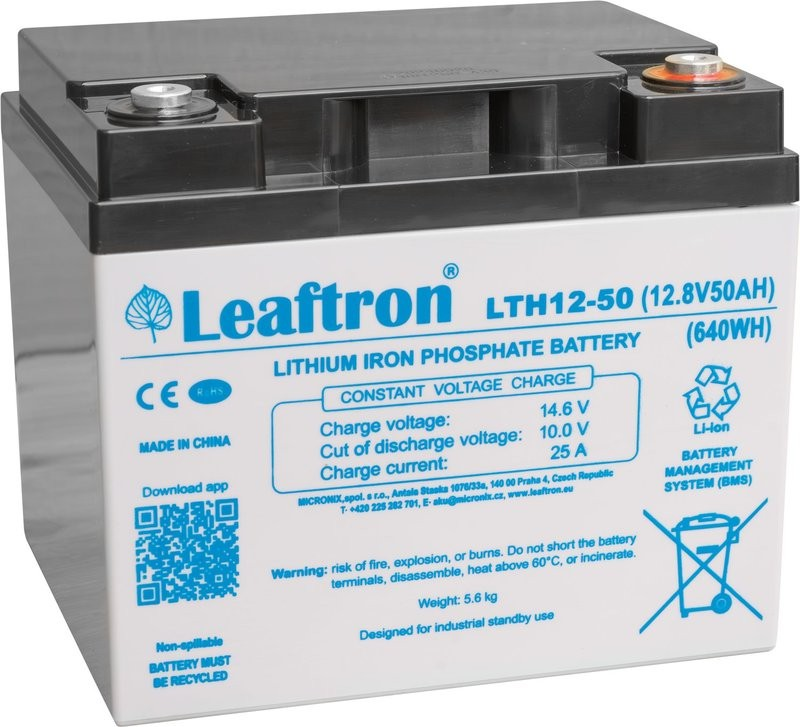 Leaftron® LTH12-50 (12.8V50AH)
(640WH)
LITHIUM IRON PHOSPHATE BATTERY
CE RoHS
CONSTANT VOLTAGE CHARGE
Charge voltage: 14.6 V
Cut of discharge voltage: 10.0 V
Charge current: 25 A
Li-ion
MADE IN CHINA
BATTERY
MANAGEMENT
SYSTEM (BMS)
MICRONIX,spol. s r.o., Antala Staska 1076/33a, 140 00 Praha 4, Czech Republic
T- +420 225 282 701, E- aku@micronix.cz, www.leaftron.eu
Download app
Warning: risk of fire, explosion, or burns. Do not short the battery
terminals, disassemble, heat above 60°C, or incinerate.
Weight: 5.6 kg
Designed for industrial standby use
Non-spillable
BATTERY MUST
BE RECYCLED